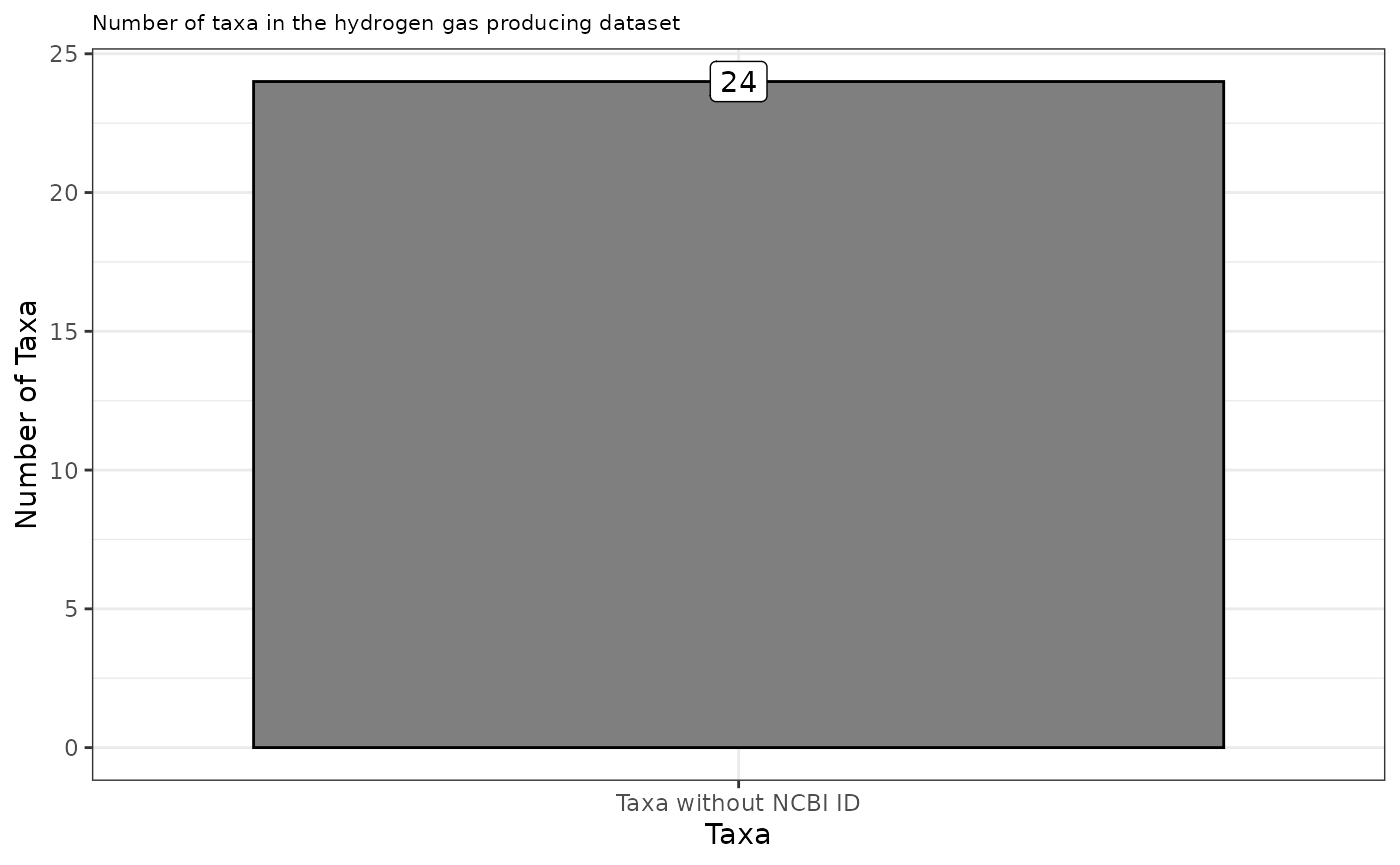 Number of taxa in the hydrogen gas producing dataset
25
24
20
15
10
5
0
Number of Taxa
Taxa without NCBI ID
Taxa